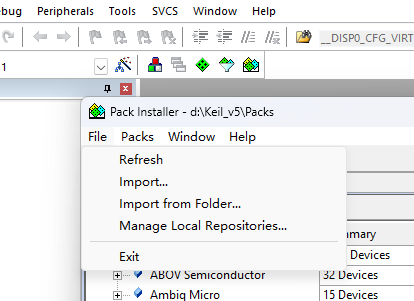 bug Peripherals Tools SVCS Window Help
__DISP0_CFG_VIRT
1
Pack Installer - d:\Keil_v5\Packs
File Packs Window Help
Refresh
Import...
Import from Folder...
Manage Local Repositories...
Exit
mmary
Devices
ABOV Semiconductor 32 Devices
Ambiq Micro 15 Devices